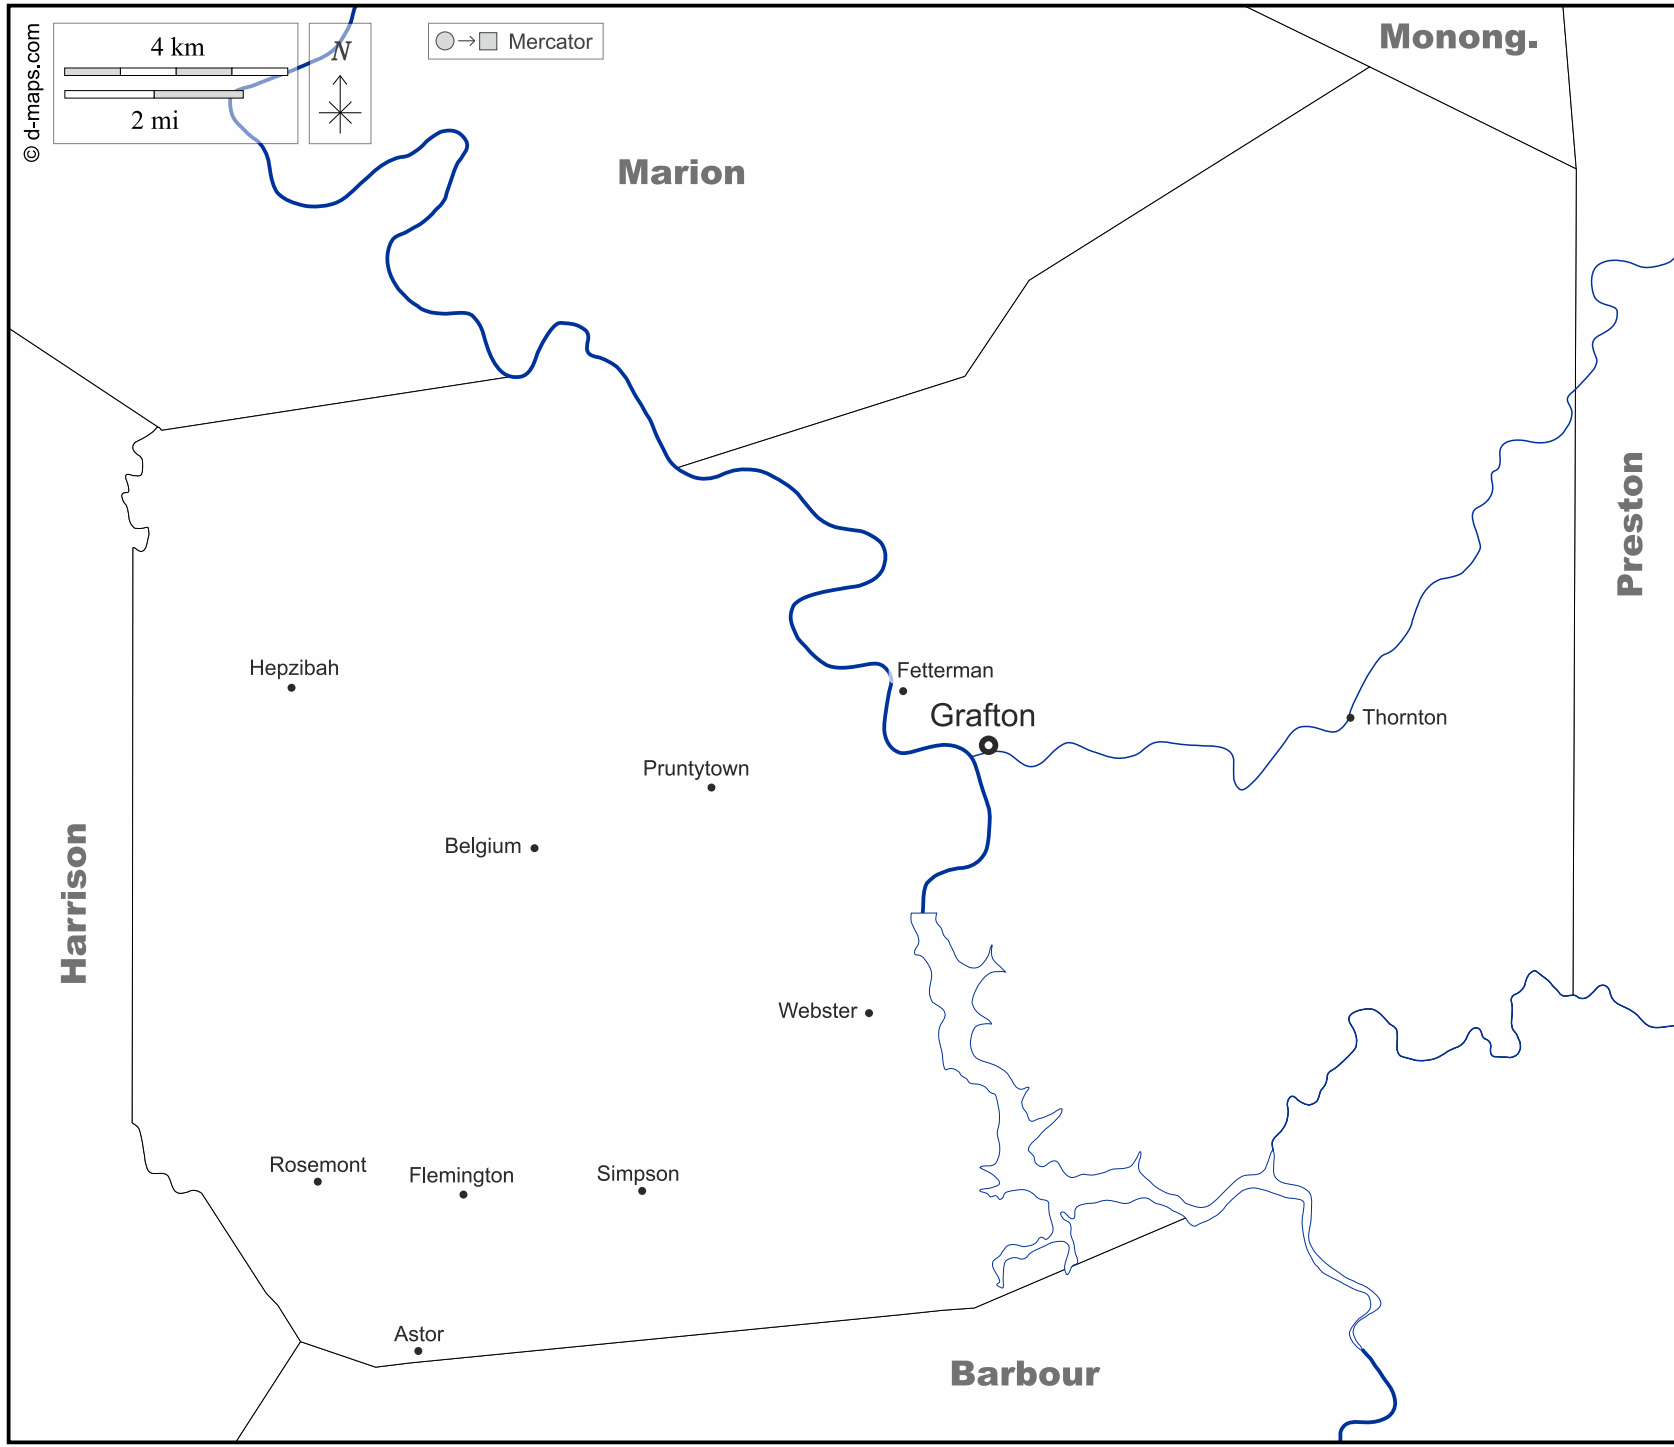 © d-maps.com
4 km
2 mi
N
Mercator
Monong.
Marion
Preston
Hepzibah
Fetterman
Grafton
Thornton
Pruntytown
Belgium
Harrison
Webster
Rosemont
Flemington
Simpson
Astor
Barbour